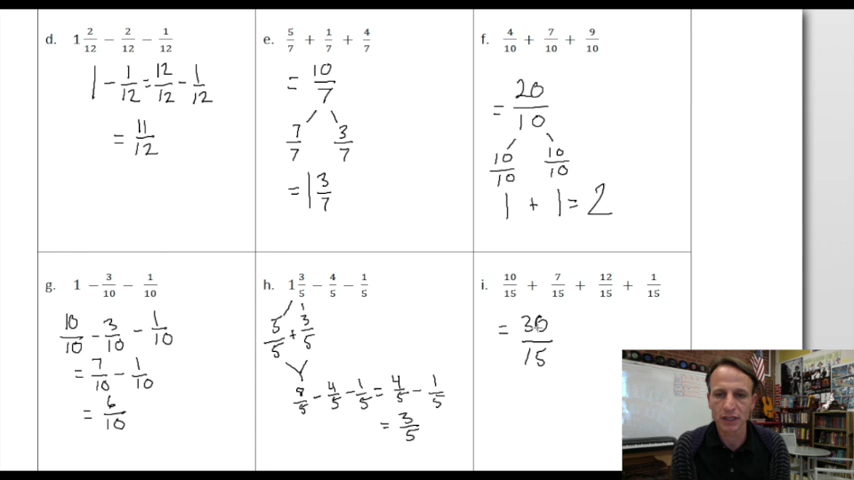 d. 1 2/12 − 2/12 − 1/12
1 − 1/12 = 12/12 − 1/12
= 11/12
e. 5/7 + 1/7 + 4/7
= 10/7
7/7 3/7
= 1 3/7
f. 4/10 + 7/10 + 9/10
= 20/10
10/10 10/10
1 + 1 = 2
g. 1 − 3/10 − 1/10
10/10 − 3/10 − 1/10
= 7/10 − 1/10
= 6/10
h. 1 3/5 − 4/5 − 1/5
5/5 + 3/5
8/5 − 4/5 − 1/5 = 4/5 − 1/5
= 3/5
i. 10/15 + 7/15 + 12/15 + 1/15
= 30/15